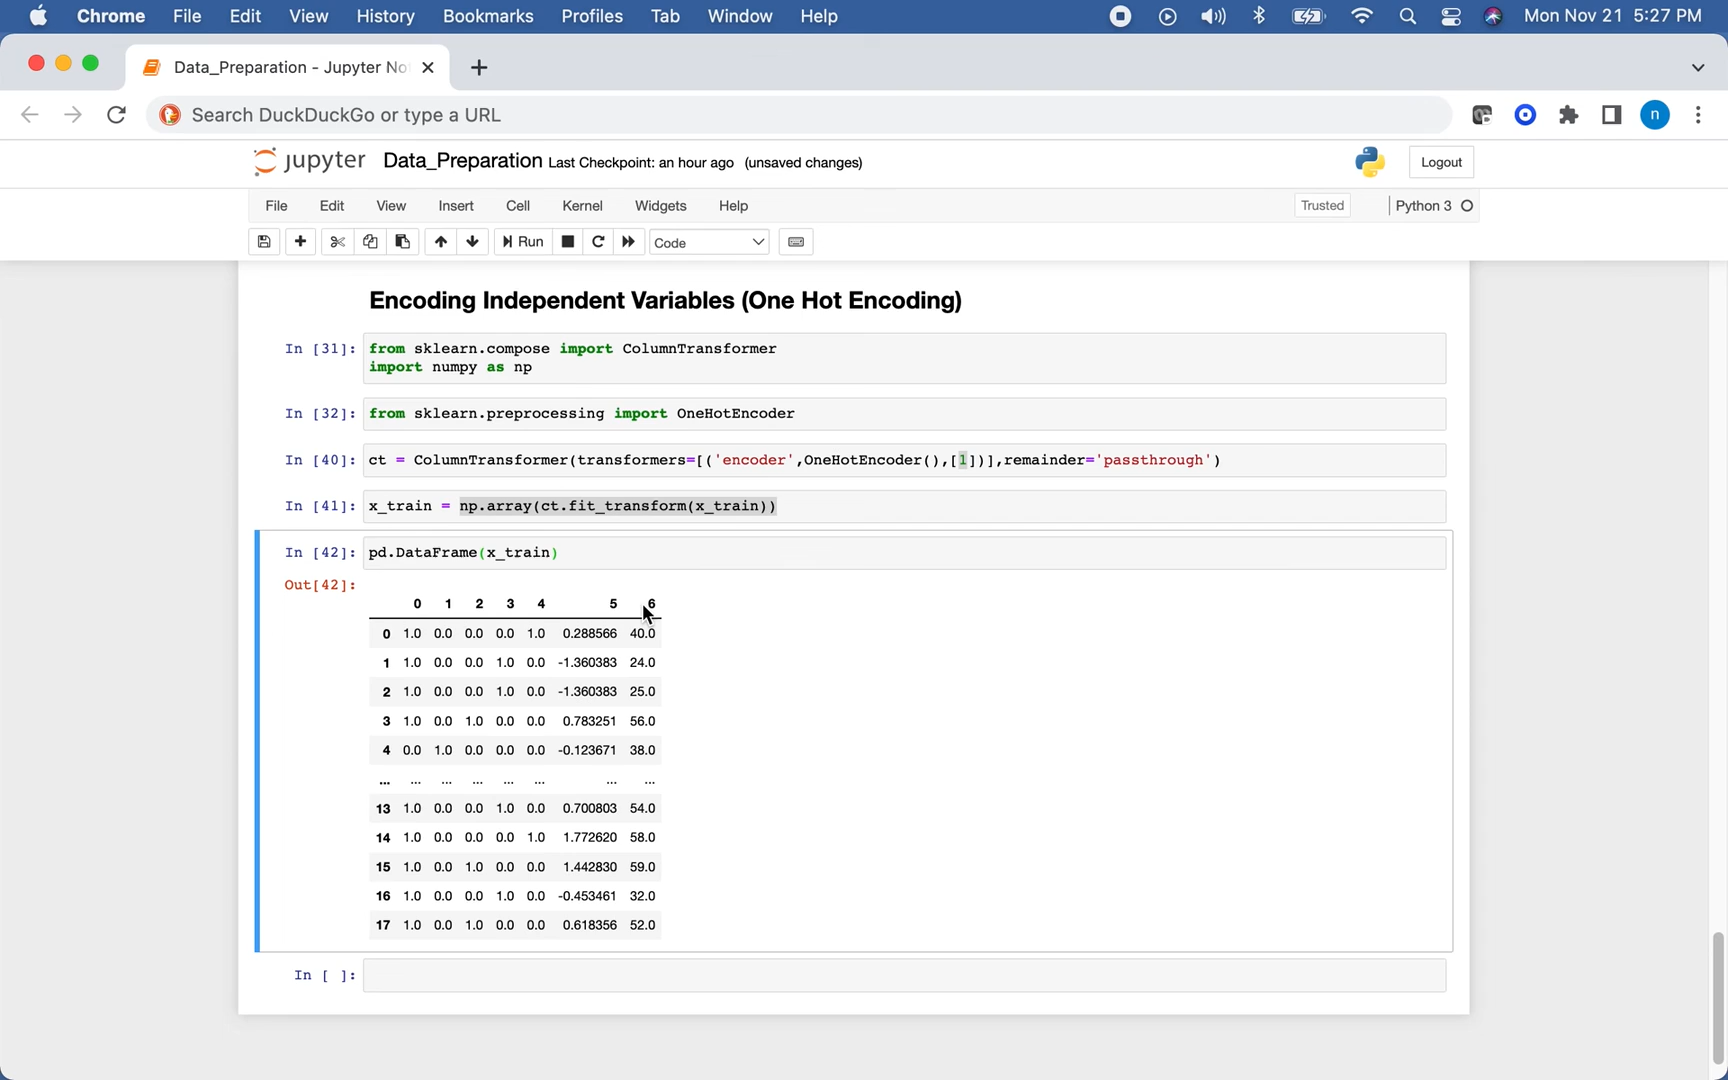 Chrome File Edit View History Bookmarks Profiles Tab Window Help Mon Nov 21 5:27 PM
Data_Preparation - Jupyter No
Search DuckDuckGo or type a URL n
jupyter Data_Preparation Last Checkpoint: an hour ago (unsaved changes) Logout
File Edit View Insert Cell Kernel Widgets Help Trusted Python 3
Run Code
Encoding Independent Variables (One Hot Encoding)
In [31]: from sklearn.compose import ColumnTransformer
import numpy as np
In [32]: from sklearn.preprocessing import OneHotEncoder
In [40]: ct = ColumnTransformer(transformers=[('encoder',OneHotEncoder(),[1])],remainder='passthrough')
In [41]: x_train = np.array(ct.fit_transform(x_train))
In [42]: pd.DataFrame(x_train)
Out[42]:
0 1 2 3 4 5 6
0 1.0 0.0 0.0 0.0 1.0 0.288566 40.0
1 1.0 0.0 0.0 1.0 0.0 -1.360383 24.0
2 1.0 0.0 0.0 1.0 0.0 -1.360383 25.0
3 1.0 0.0 1.0 0.0 0.0 0.783251 56.0
4 0.0 1.0 0.0 0.0 0.0 -0.123671 38.0
... ... ... ... ... ... ... ...
13 1.0 0.0 0.0 1.0 0.0 0.700803 54.0
14 1.0 0.0 0.0 0.0 1.0 1.772620 58.0
15 1.0 0.0 1.0 0.0 0.0 1.442830 59.0
16 1.0 0.0 0.0 1.0 0.0 -0.453461 32.0
17 1.0 0.0 1.0 0.0 0.0 0.618356 52.0
In [ ]: